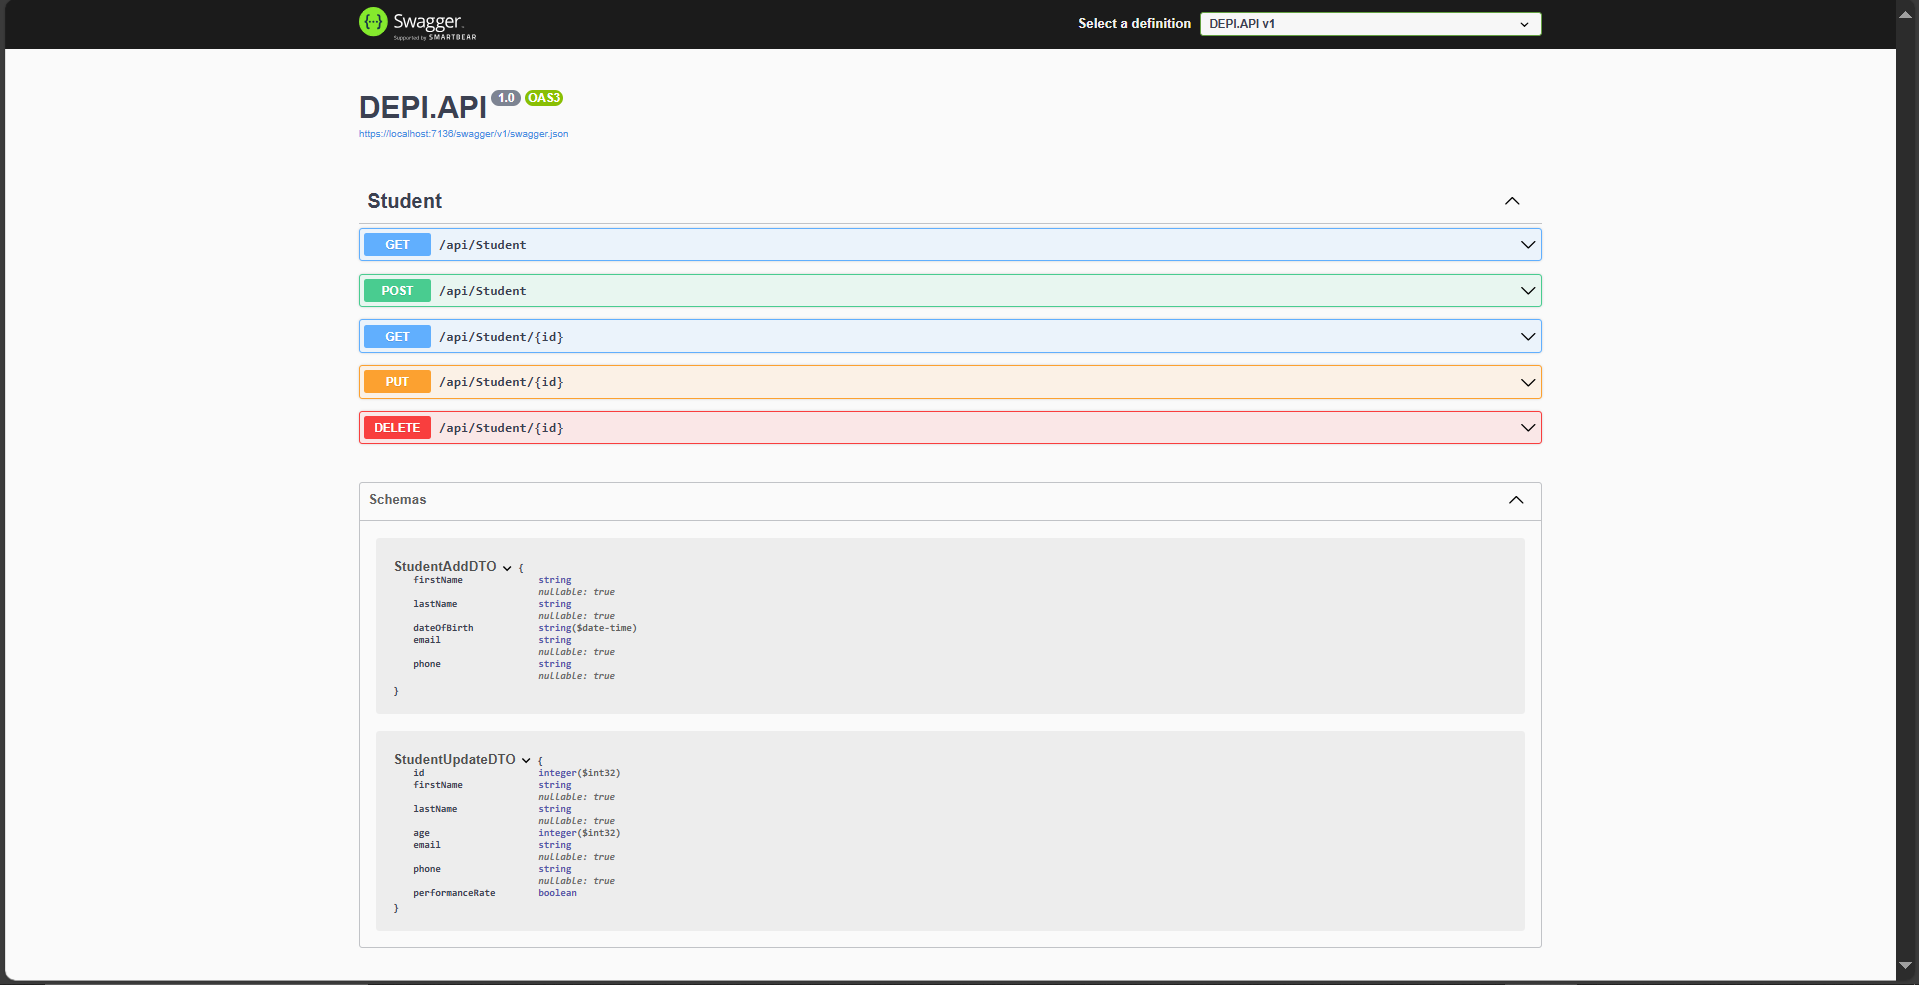 Swagger.
Supported by SMARTBEAR
Select a definition
DEPI.API v1
DEPI.API 1.0 OAS3
https://localhost:7136/swagger/v1/swagger.json
Student
GET /api/Student
POST /api/Student
GET /api/Student/{id}
PUT /api/Student/{id}
DELETE /api/Student/{id}
Schemas
StudentAddDTO {
firstName string
nullable: true
lastName string
nullable: true
dateOfBirth string($date-time)
email string
nullable: true
phone string
nullable: true
}
StudentUpdateDTO {
id integer($int32)
firstName string
nullable: true
lastName string
nullable: true
age integer($int32)
email string
nullable: true
phone string
nullable: true
performanceRate boolean
}